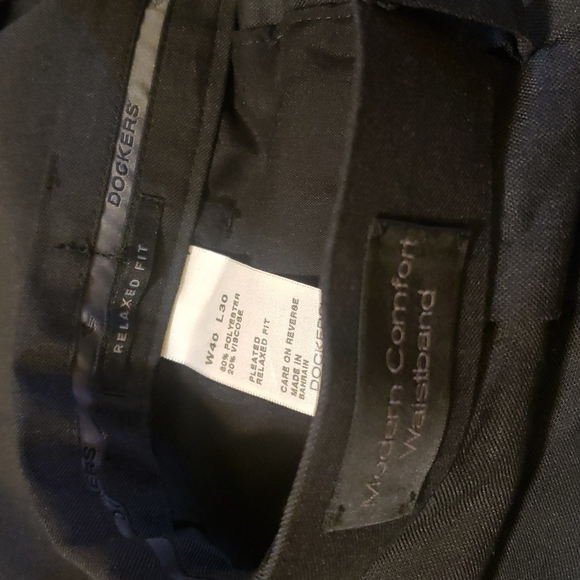 DOCKERS
RELAXED FIT
W40 L30
80% POLYESTER
20% VISCOSE
PLEATED
RELAXED FIT
CARE ON REVERSE
MADE IN
BAHRAIN
DOCKERS
Modern Comfort
Waistband